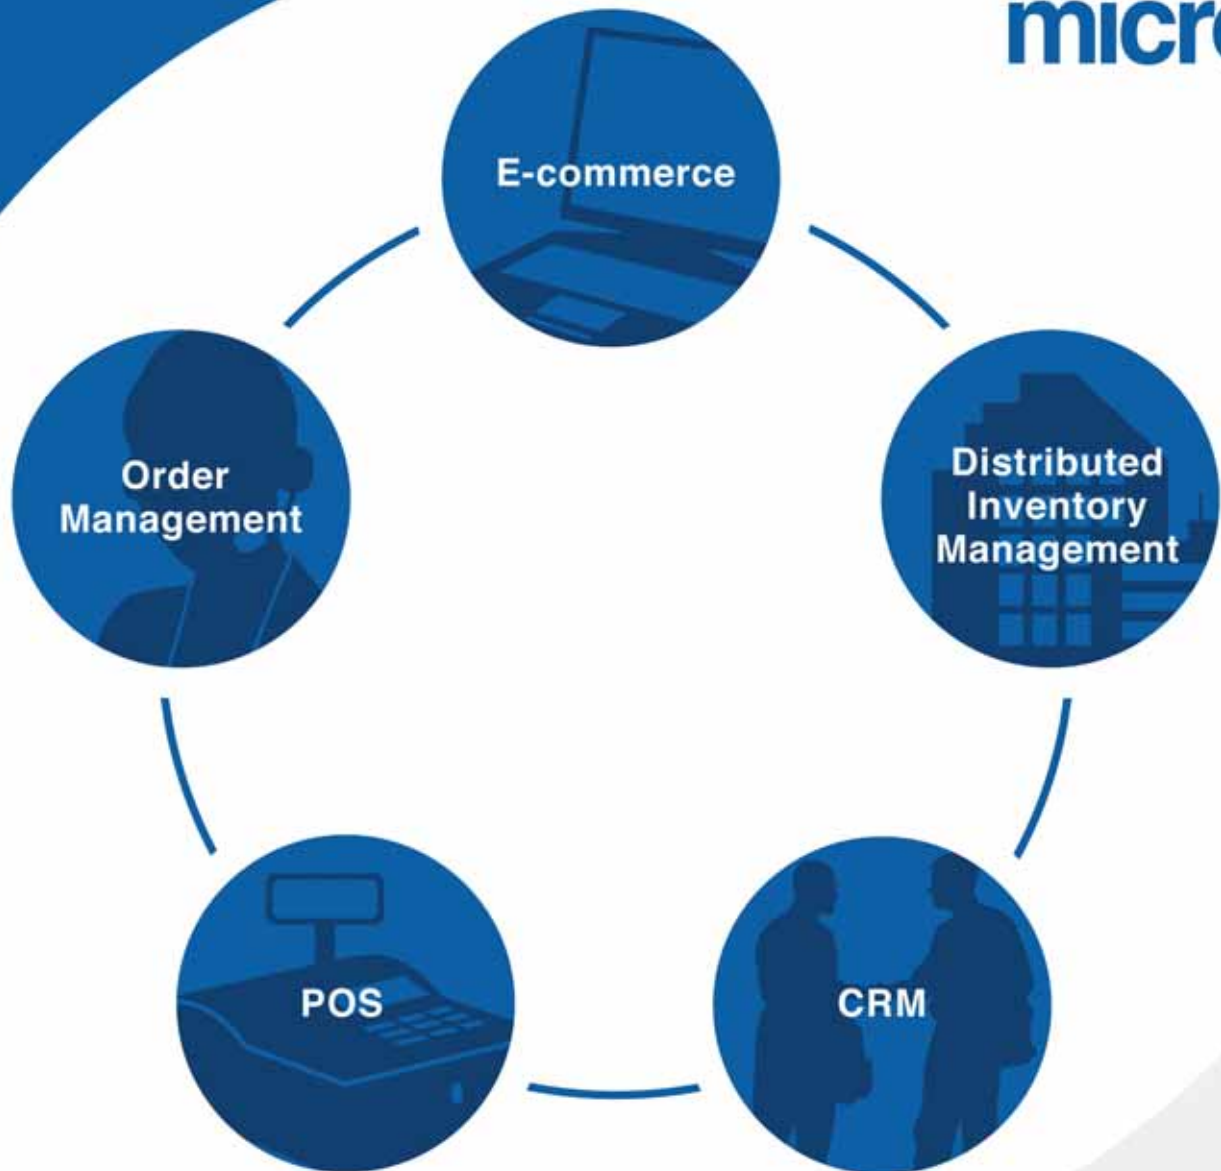 E-commerce
Order
Management
Distributed
Inventory
Management
POS
CRM